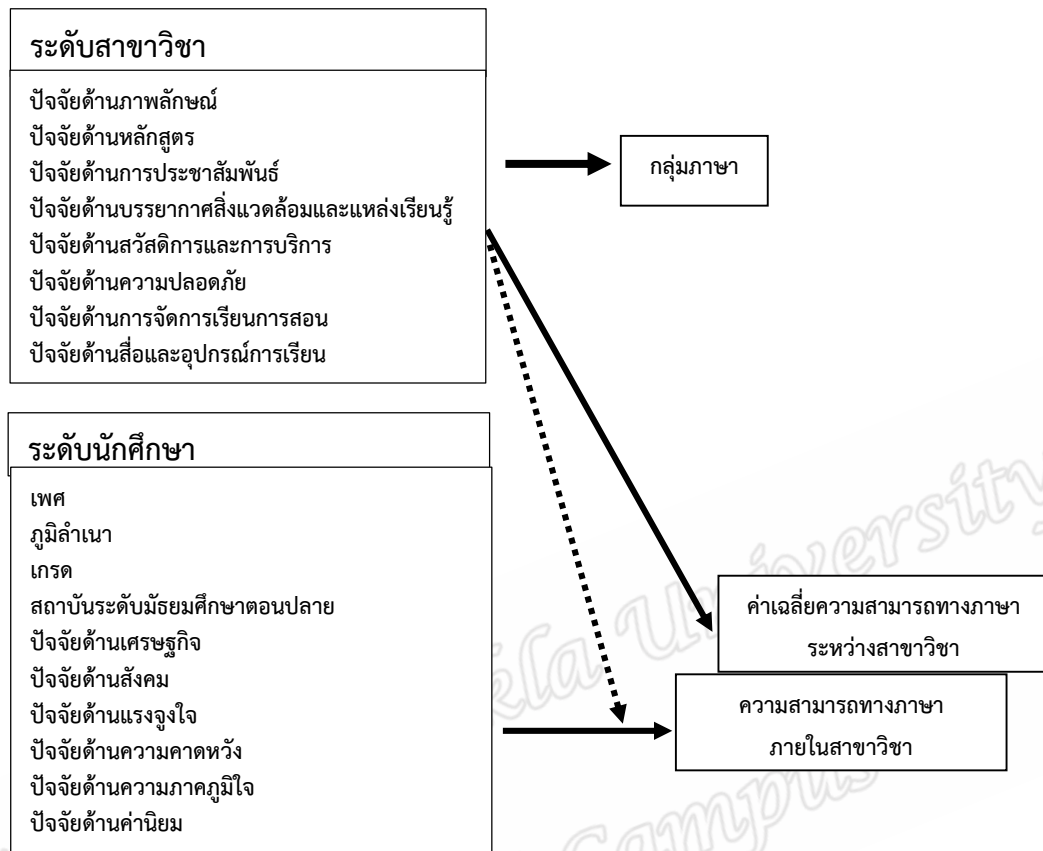 ระดับสาขาวิชา
ปัจจัยด้านภาพลักษณ์
ปัจจัยด้านหลักสูตร
ปัจจัยด้านการประชาสัมพันธ์
ปัจจัยด้านบรรยากาศสิ่งแวดล้อมและแหล่งเรียนรู้
ปัจจัยด้านสวัสดิการและการบริการ
ปัจจัยด้านความปลอดภัย
ปัจจัยด้านการจัดการเรียนการสอน
ปัจจัยด้านสื่อและอุปกรณ์การเรียน
กลุ่มภาษา
ระดับนักศึกษา
เพศ
ภูมิลำเนา
เกรด
สถาบันระดับมัธยมศึกษาตอนปลาย
ปัจจัยด้านเศรษฐกิจ
ปัจจัยด้านสังคม
ปัจจัยด้านแรงจูงใจ
ปัจจัยด้านความคาดหวัง
ปัจจัยด้านความภาคภูมิใจ
ปัจจัยด้านค่านิยม
ค่าเฉลี่ยความสามารถทางภาษา
ระหว่างสาขาวิชา
ความสามารถทางภาษา
ภายในสาขาวิชา
University
Campus